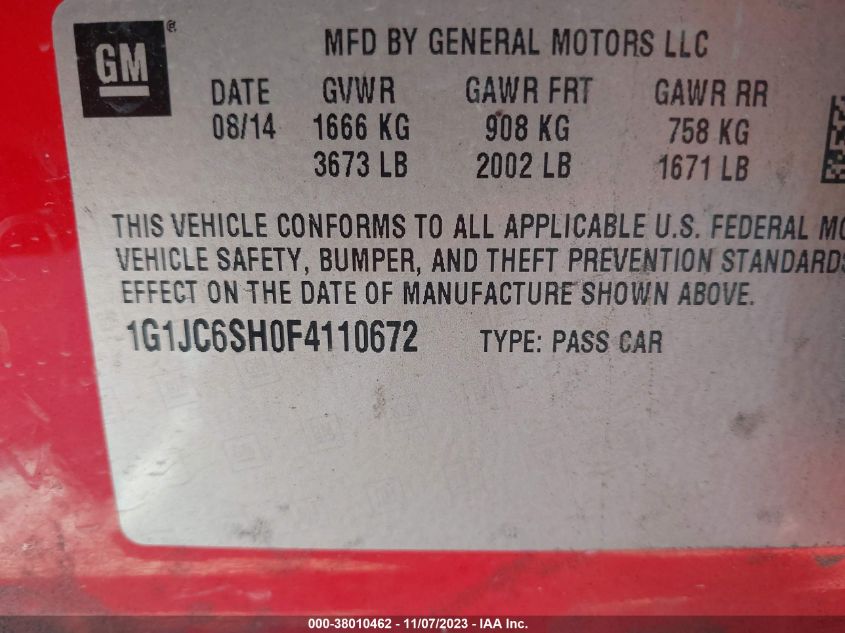 GM
®
MFD BY GENERAL MOTORS LLC
DATE GVWR GAWR FRT GAWR RR
08/14 1666 KG 908 KG 758 KG
3673 LB 2002 LB 1671 LB
THIS VEHICLE CONFORMS TO ALL APPLICABLE U.S. FEDERAL MO
VEHICLE SAFETY, BUMPER, AND THEFT PREVENTION STANDARDS
EFFECT ON THE DATE OF MANUFACTURE SHOWN ABOVE.
1G1JC6SH0F4110672 TYPE: PASS CAR
000-38010462 - 11/07/2023 - IAA Inc.